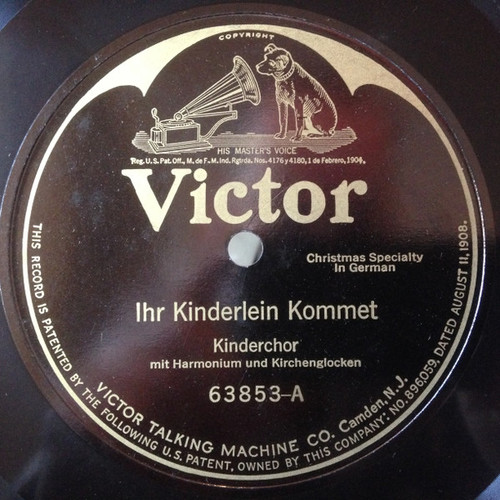 COPYRIGHT
HIS MASTER'S VOICE
Reg. U.S. Pat. Off., M. de F. M. Ind. Rgtrda. Nos. 4176 y 4180, 1 de Febrero, 1904.
Victor
Christmas Specialty
In German
Ihr Kinderlein Kommet
Kinderchor
mit Harmonium und Kirchenglocken
63853-A
VICTOR TALKING MACHINE CO. Camden, N.J.
THIS RECORD IS PATENTED BY THE FOLLOWING U.S. PATENT, OWNED BY THIS COMPANY: NO. 896,059, DATED AUGUST 11, 1908.